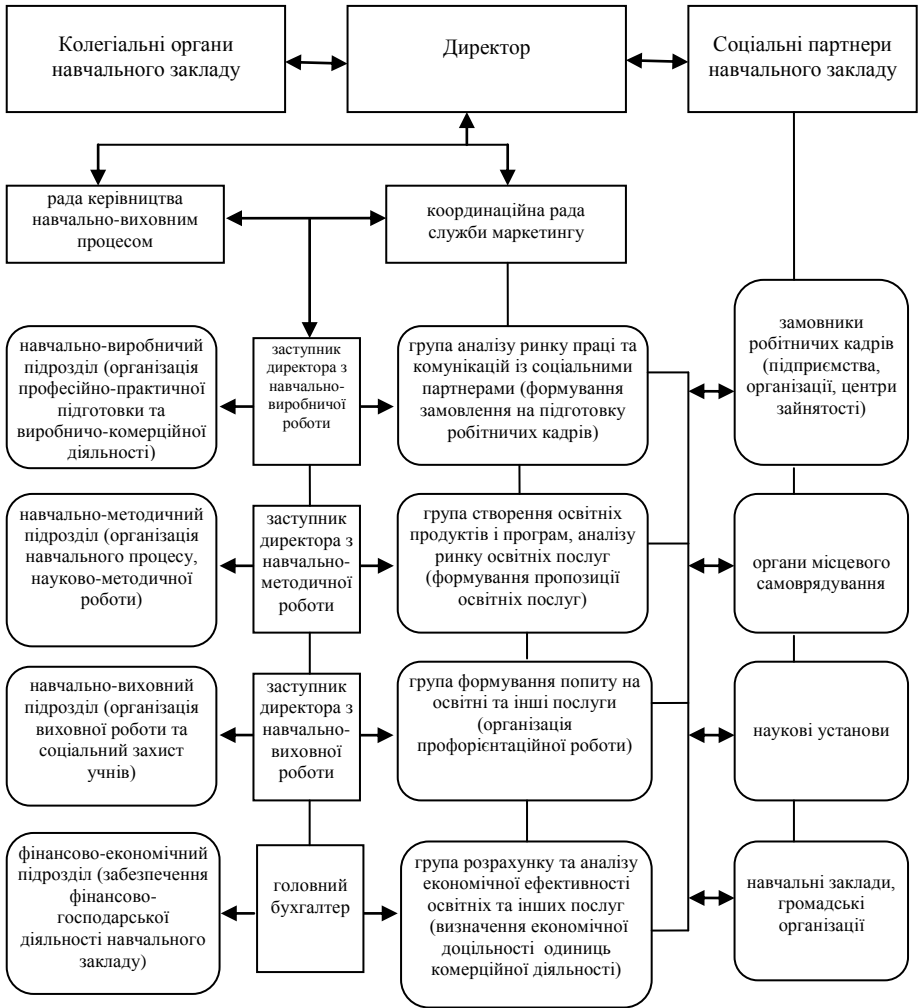 Колегіальні органи
навчального закладу
Директор
Соціальні партнери
навчального закладу
рада керівництва
навчально-виховним
процесом
координаційна рада
служби маркетингу
навчально-виробничий
підрозділ (організація
професійно-практичної
підготовки та
виробничо-комерційної
діяльності)
заступник
директора з
навчально-
виробничої
роботи
група аналізу ринку праці та
комунікацій із соціальними
партнерами (формування
замовлення на підготовку
робітничих кадрів)
замовники
робітничих кадрів
(підприємства,
організації, центри
зайнятості)
навчально-методичний
підрозділ (організація
навчального процесу,
науково-методичної
роботи)
заступник
директора з
навчально-
методичної
роботи
група створення освітніх
продуктів і програм, аналізу
ринку освітніх послуг
(формування пропозиції
освітніх послуг)
органи місцевого
самоврядування
навчально-виховний
підрозділ (організація
виховної роботи та
соціальний захист
учнів)
заступник
директора з
навчально-
виховної
роботи
група формування попиту на
освітні та інші послуги
(організація
профорієнтаційної роботи)
наукові установи
фінансово-економічний
підрозділ (забезпечення
фінансово-
господарської
діяльності навчального
закладу)
головний
бухгалтер
група розрахунку та аналізу
економічної ефективності
освітніх та інших послуг
(визначення економічної
доцільності одиниць
комерційної діяльності)
навчальні заклади,
громадські
організації